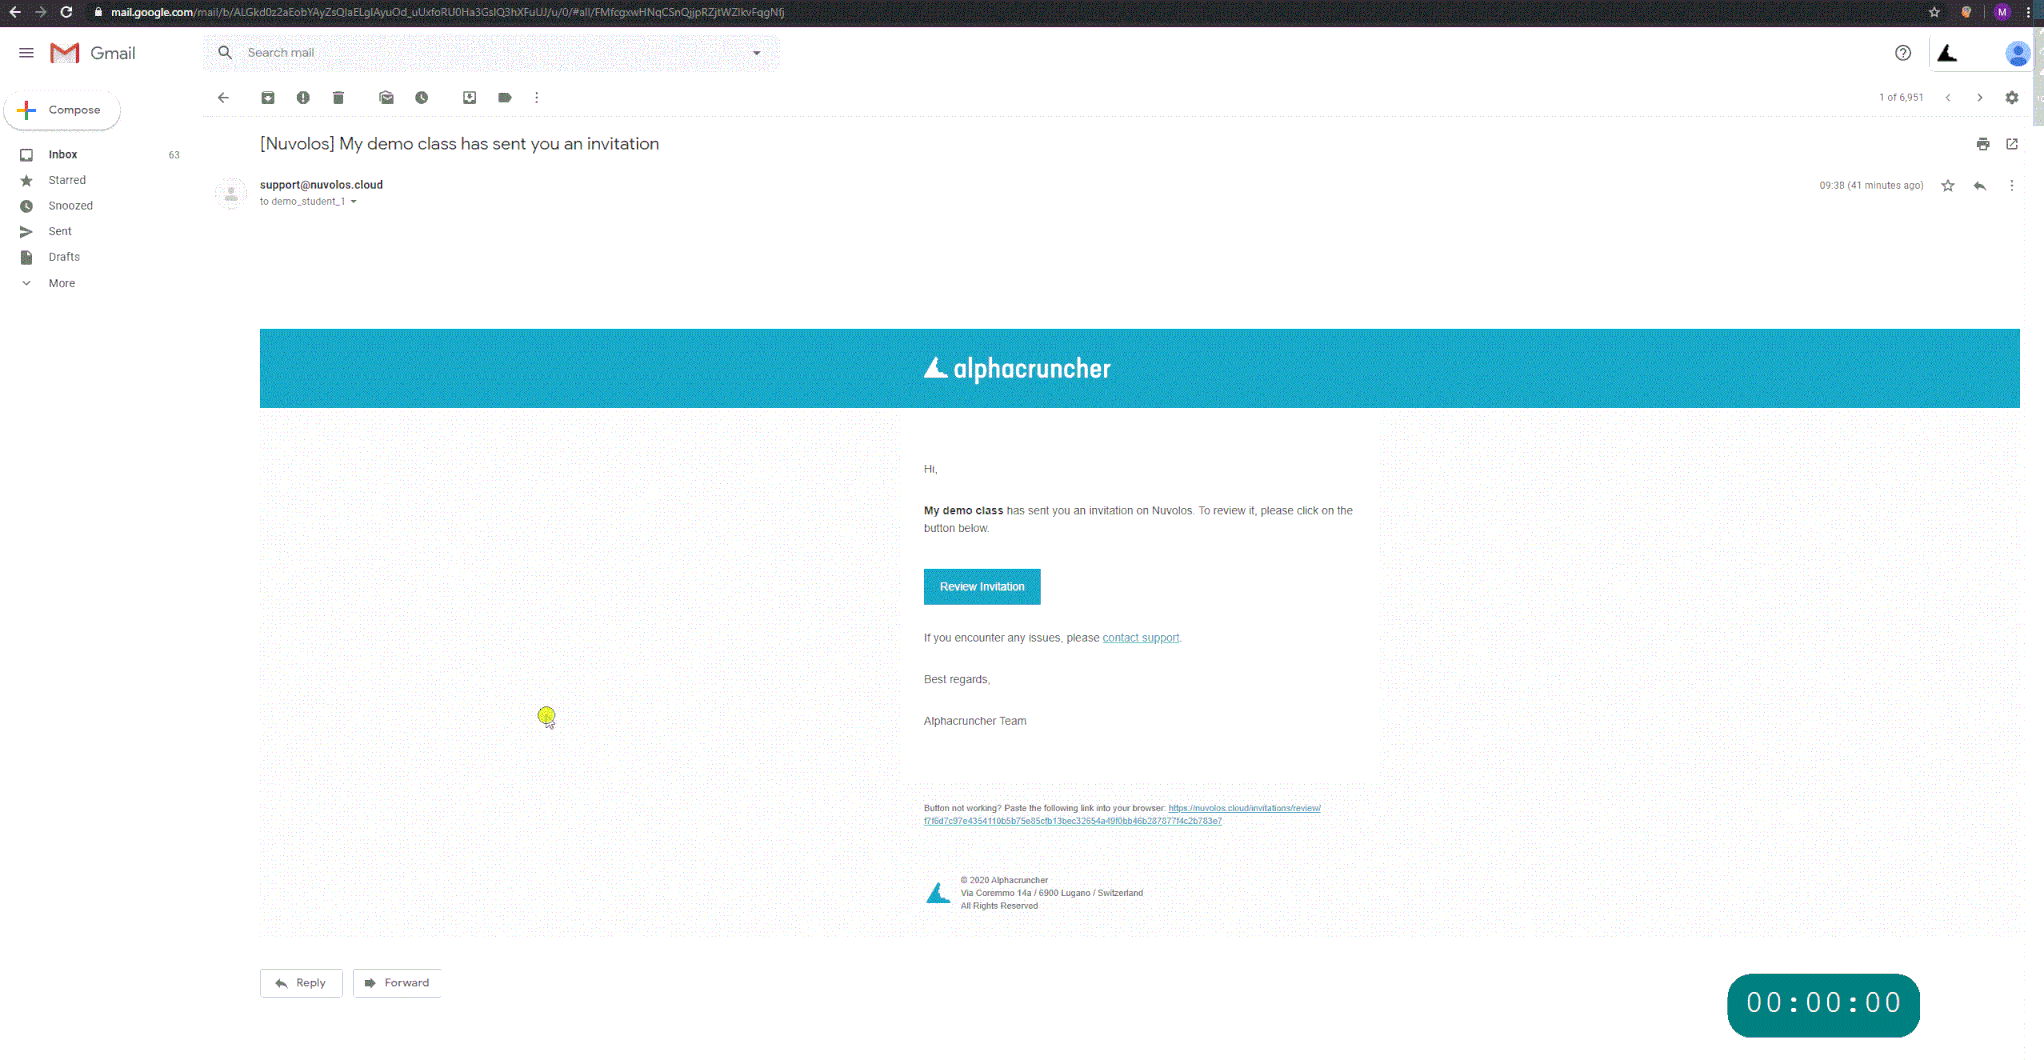 mail.google.com/mail/b/
M
Gmail
Search mail
Compose
1 of 6,951
[Nuvolos] My demo class has sent you an invitation
Inbox 63
Starred
Snoozed
Sent
Drafts
More
support@nuvolos.cloud
to demo_student_1
09:38 (41 minutes ago)
alphacruncher
Hi,
My demo class has sent you an invitation on Nuvolos. To review it, please click on the
button below.
Review Invitation
If you encounter any issues, please contact support.
Best regards,
Alphacruncher Team
Button not working? Paste the following link into your browser: https://nuvolos.cloud/invitations/review/
© 2020 Alphacruncher
Via Coremmo 14a / 6900 Lugano / Switzerland
All Rights Reserved
Reply
Forward
00:00:00